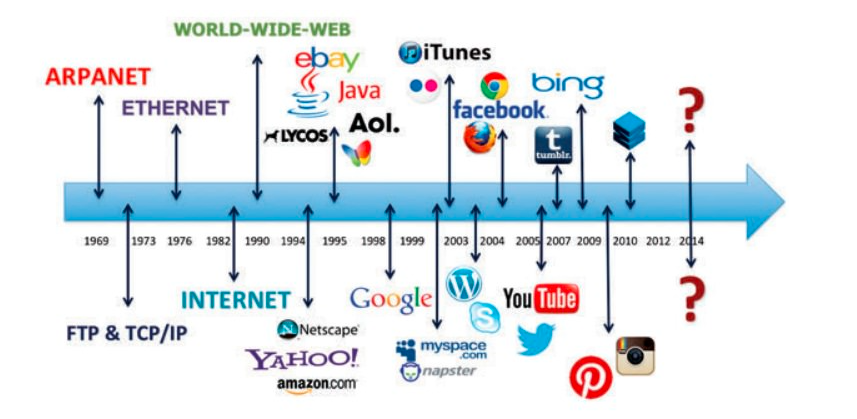 WORLD-WIDE-WEB
ARPANET
ETHERNET
ebay
Java
LYCOS
Aol.
iTunes
facebook
bing
tumblr.
?
1969 1973 1976 1982 1990 1994 1995 1998 1999 2003 2004 2005 2007 2009 2010 2012 2014
FTP & TCP/IP
INTERNET
Netscape
YAHOO!
amazon.com
Google
myspace
.com
napster
W
S
YouTube
?